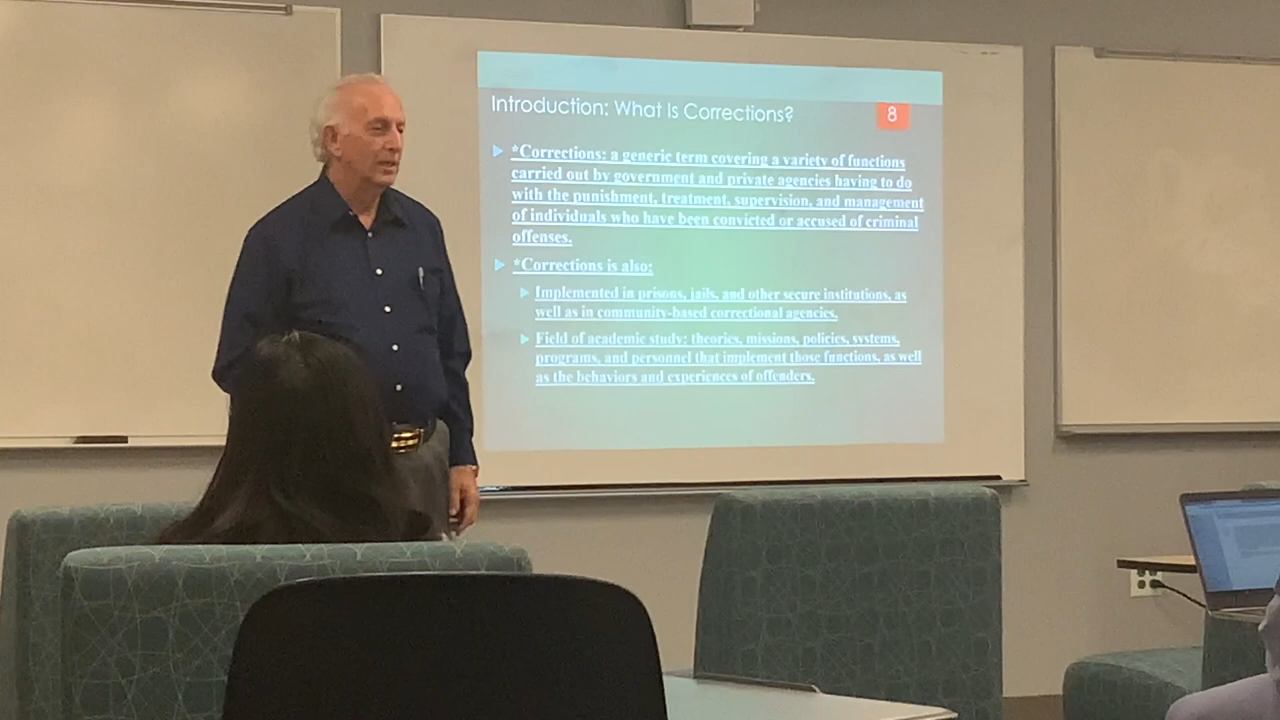 Introduction: What Is Corrections?
8
*Corrections: a generic term covering a variety of functions
carried out by government and private agencies having to do
with the punishment, treatment, supervision, and management
of individuals who have been convicted or accused of criminal
offenses.
*Corrections is also:
Implemented in prisons, jails, and other secure institutions, as
well as in community-based correctional agencies.
Field of academic study: theories, missions, policies, systems,
programs, and personnel that implement those functions, as well
as the behaviors and experiences of offenders.